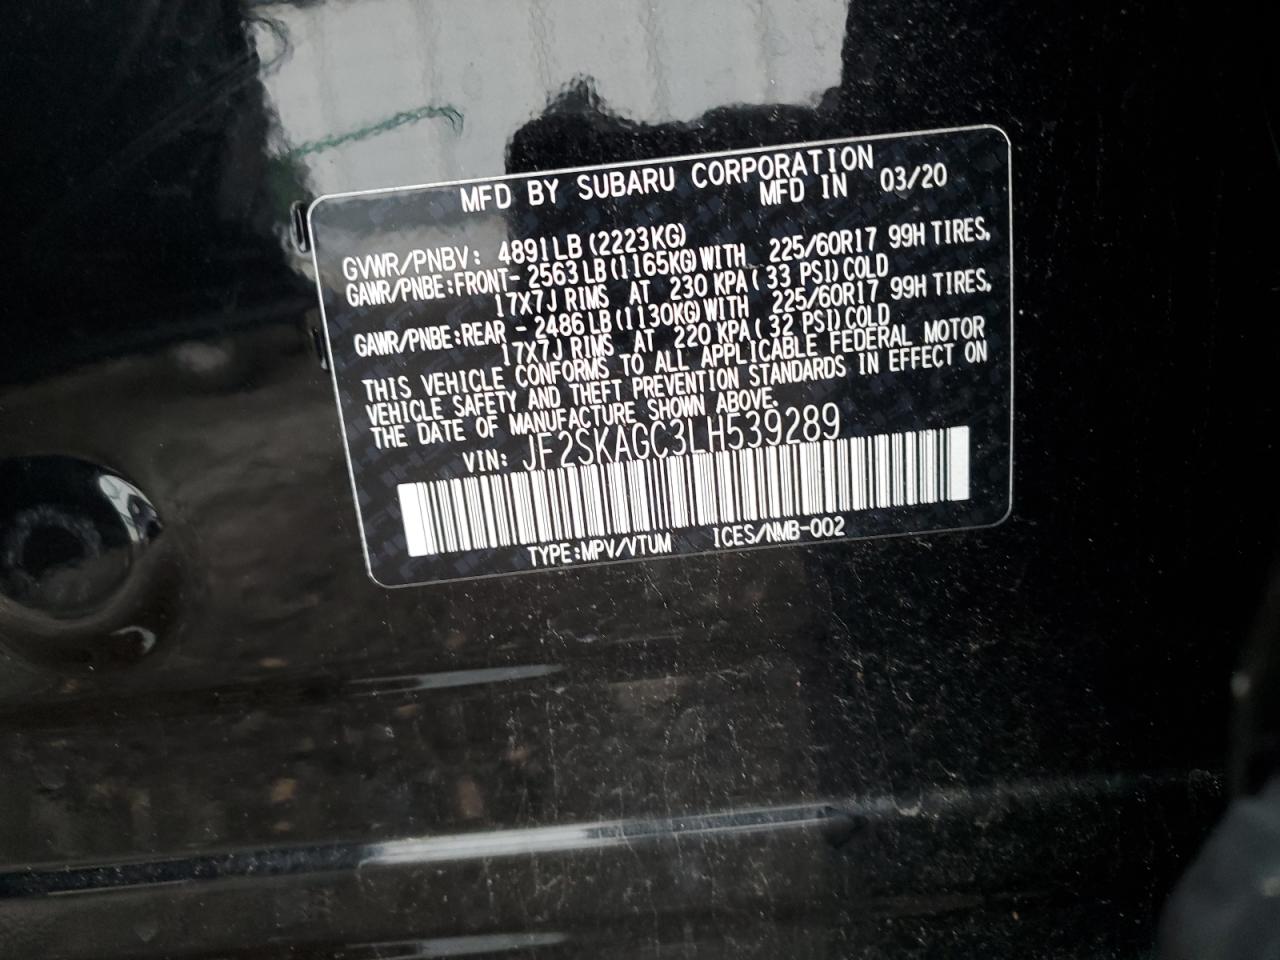 MFD BY SUBARU CORPORATION
MFD IN 03/20
GVWR/PNBV: 4891LB(2223KG)
GAWR/PNBE:FRONT- 2563LB(1165KG)WITH 225/60R17 99H TIRES,
17X7J RIMS AT 230 KPA( 33 PSI)COLD
GAWR/PNBE:REAR - 2486LB(1130KG)WITH 225/60R17 99H TIRES,
17X7J RIMS AT 220 KPA( 32 PSI)COLD
THIS VEHICLE CONFORMS TO ALL APPLICABLE FEDERAL MOTOR
VEHICLE SAFETY AND THEFT PREVENTION STANDARDS IN EFFECT ON
THE DATE OF MANUFACTURE SHOWN ABOVE.
VIN: JF2SKAGC3LH539289
TYPE:MPV/VTUM ICES/NMB-002